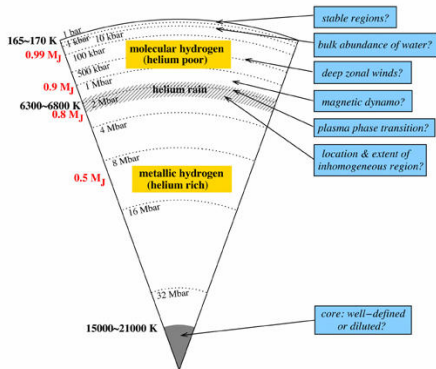 1 bar
1 kbar
10 kbar
100 kbar
500 kbar
1 Mbar
2 Mbar
4 Mbar
8 Mbar
16 Mbar
32 Mbar
165~170 K
0.99 MJ
0.9 MJ
6300~6800 K
0.8 MJ
0.5 MJ
15000~21000 K
molecular hydrogen
(helium poor)
helium rain
metallic hydrogen
(helium rich)
stable regions?
bulk abundance of water?
deep zonal winds?
magnetic dynamo?
plasma phase transition?
location & extent of
inhomogeneous region?
core: well-defined
or diluted?